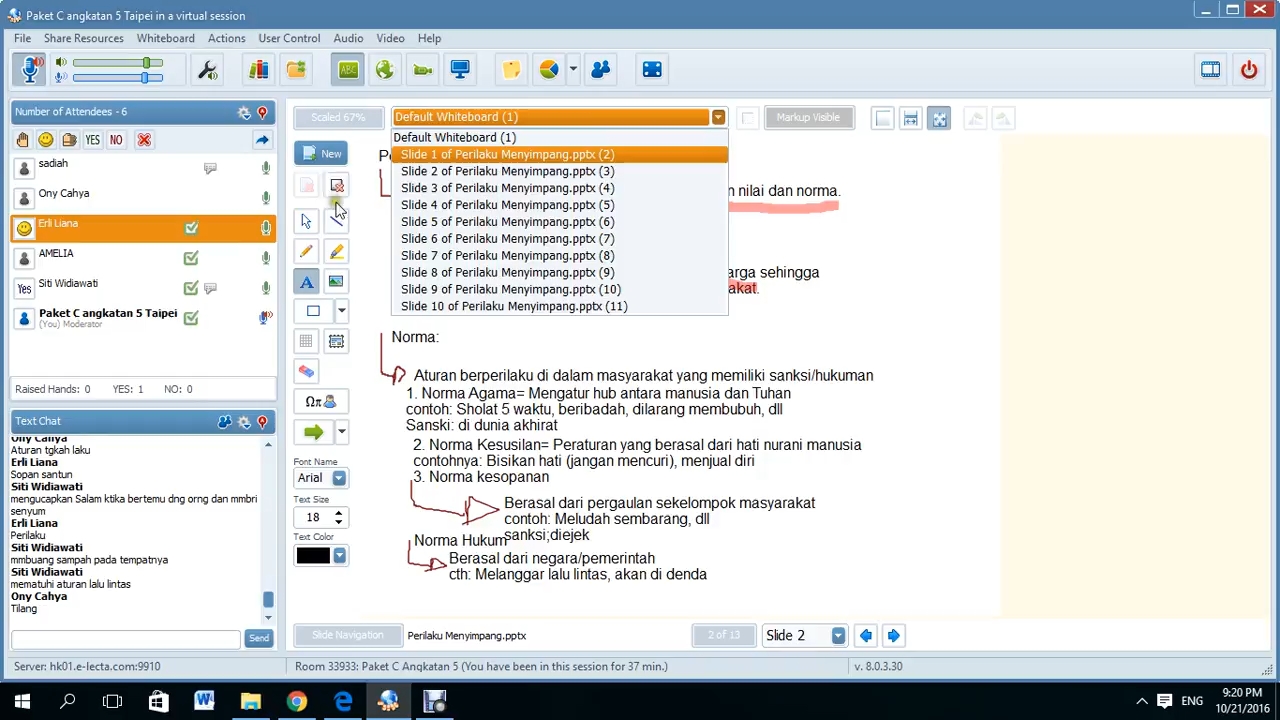 Paket C angkatan 5 Taipei in a virtual session
File Share Resources Whiteboard Actions User Control Audio Video Help
ABC
Number of Attendees - 6
YES NO
sadiah
Ony Cahya
Erli Liana
AMELIA
Yes Siti Widiawati
Paket C angkatan 5 Taipei
(You) Moderator
Raised Hands: 0 YES: 1 NO: 0
Text Chat
Ony Cahya
Aturan tgkah laku
Erli Liana
Sopan santun
Siti Widiawati
mengucapkan Salam ktika bertemu dng orng dan mmbri
senyum
Erli Liana
Perilaku
Siti Widiawati
mmbuang sampah pada tempatnya
Siti Widiawati
mematuhi aturan lalu lintas
Ony Cahya
Tilang
Send
Scaled 67%
Default Whiteboard (1)
Markup Visible
Default Whiteboard (1)
Slide 1 of Perilaku Menyimpang.pptx (2)
Slide 2 of Perilaku Menyimpang.pptx (3)
Slide 3 of Perilaku Menyimpang.pptx (4)
Slide 4 of Perilaku Menyimpang.pptx (5)
Slide 5 of Perilaku Menyimpang.pptx (6)
Slide 6 of Perilaku Menyimpang.pptx (7)
Slide 7 of Perilaku Menyimpang.pptx (8)
Slide 8 of Perilaku Menyimpang.pptx (9)
Slide 9 of Perilaku Menyimpang.pptx (10)
Slide 10 of Perilaku Menyimpang.pptx (11)
New
A
Ωπ
Font Name
Arial
Text Size
18
Text Color
nilai dan norma.
sehingga
Norma:
Aturan berperilaku di dalam masyarakat yang memiliki sanksi/hukuman
1. Norma Agama= Mengatur hub antara manusia dan Tuhan
contoh: Sholat 5 waktu, beribadah, dilarang membubuh, dll
Sanski: di dunia akhirat
2. Norma Kesusilan= Peraturan yang berasal dari hati nurani manusia
contohnya: Bisikan hati (jangan mencuri), menjual diri
3. Norma kesopanan
Berasal dari pergaulan sekelompok masyarakat
contoh: Meludah sembarang, dll
sanksi;diejek
Norma Hukum
Berasal dari negara/pemerintah
cth: Melanggar lalu lintas, akan di denda
Slide Navigation Perilaku Menyimpang.pptx 2 of 13 Slide 2
Server: hk01.e-lecta.com:9910 Room 33933: Paket C Angkatan 5 (You have been in this session for 37 min.) v. 8.0.3.30
ENG
9:20 PM
10/21/2016